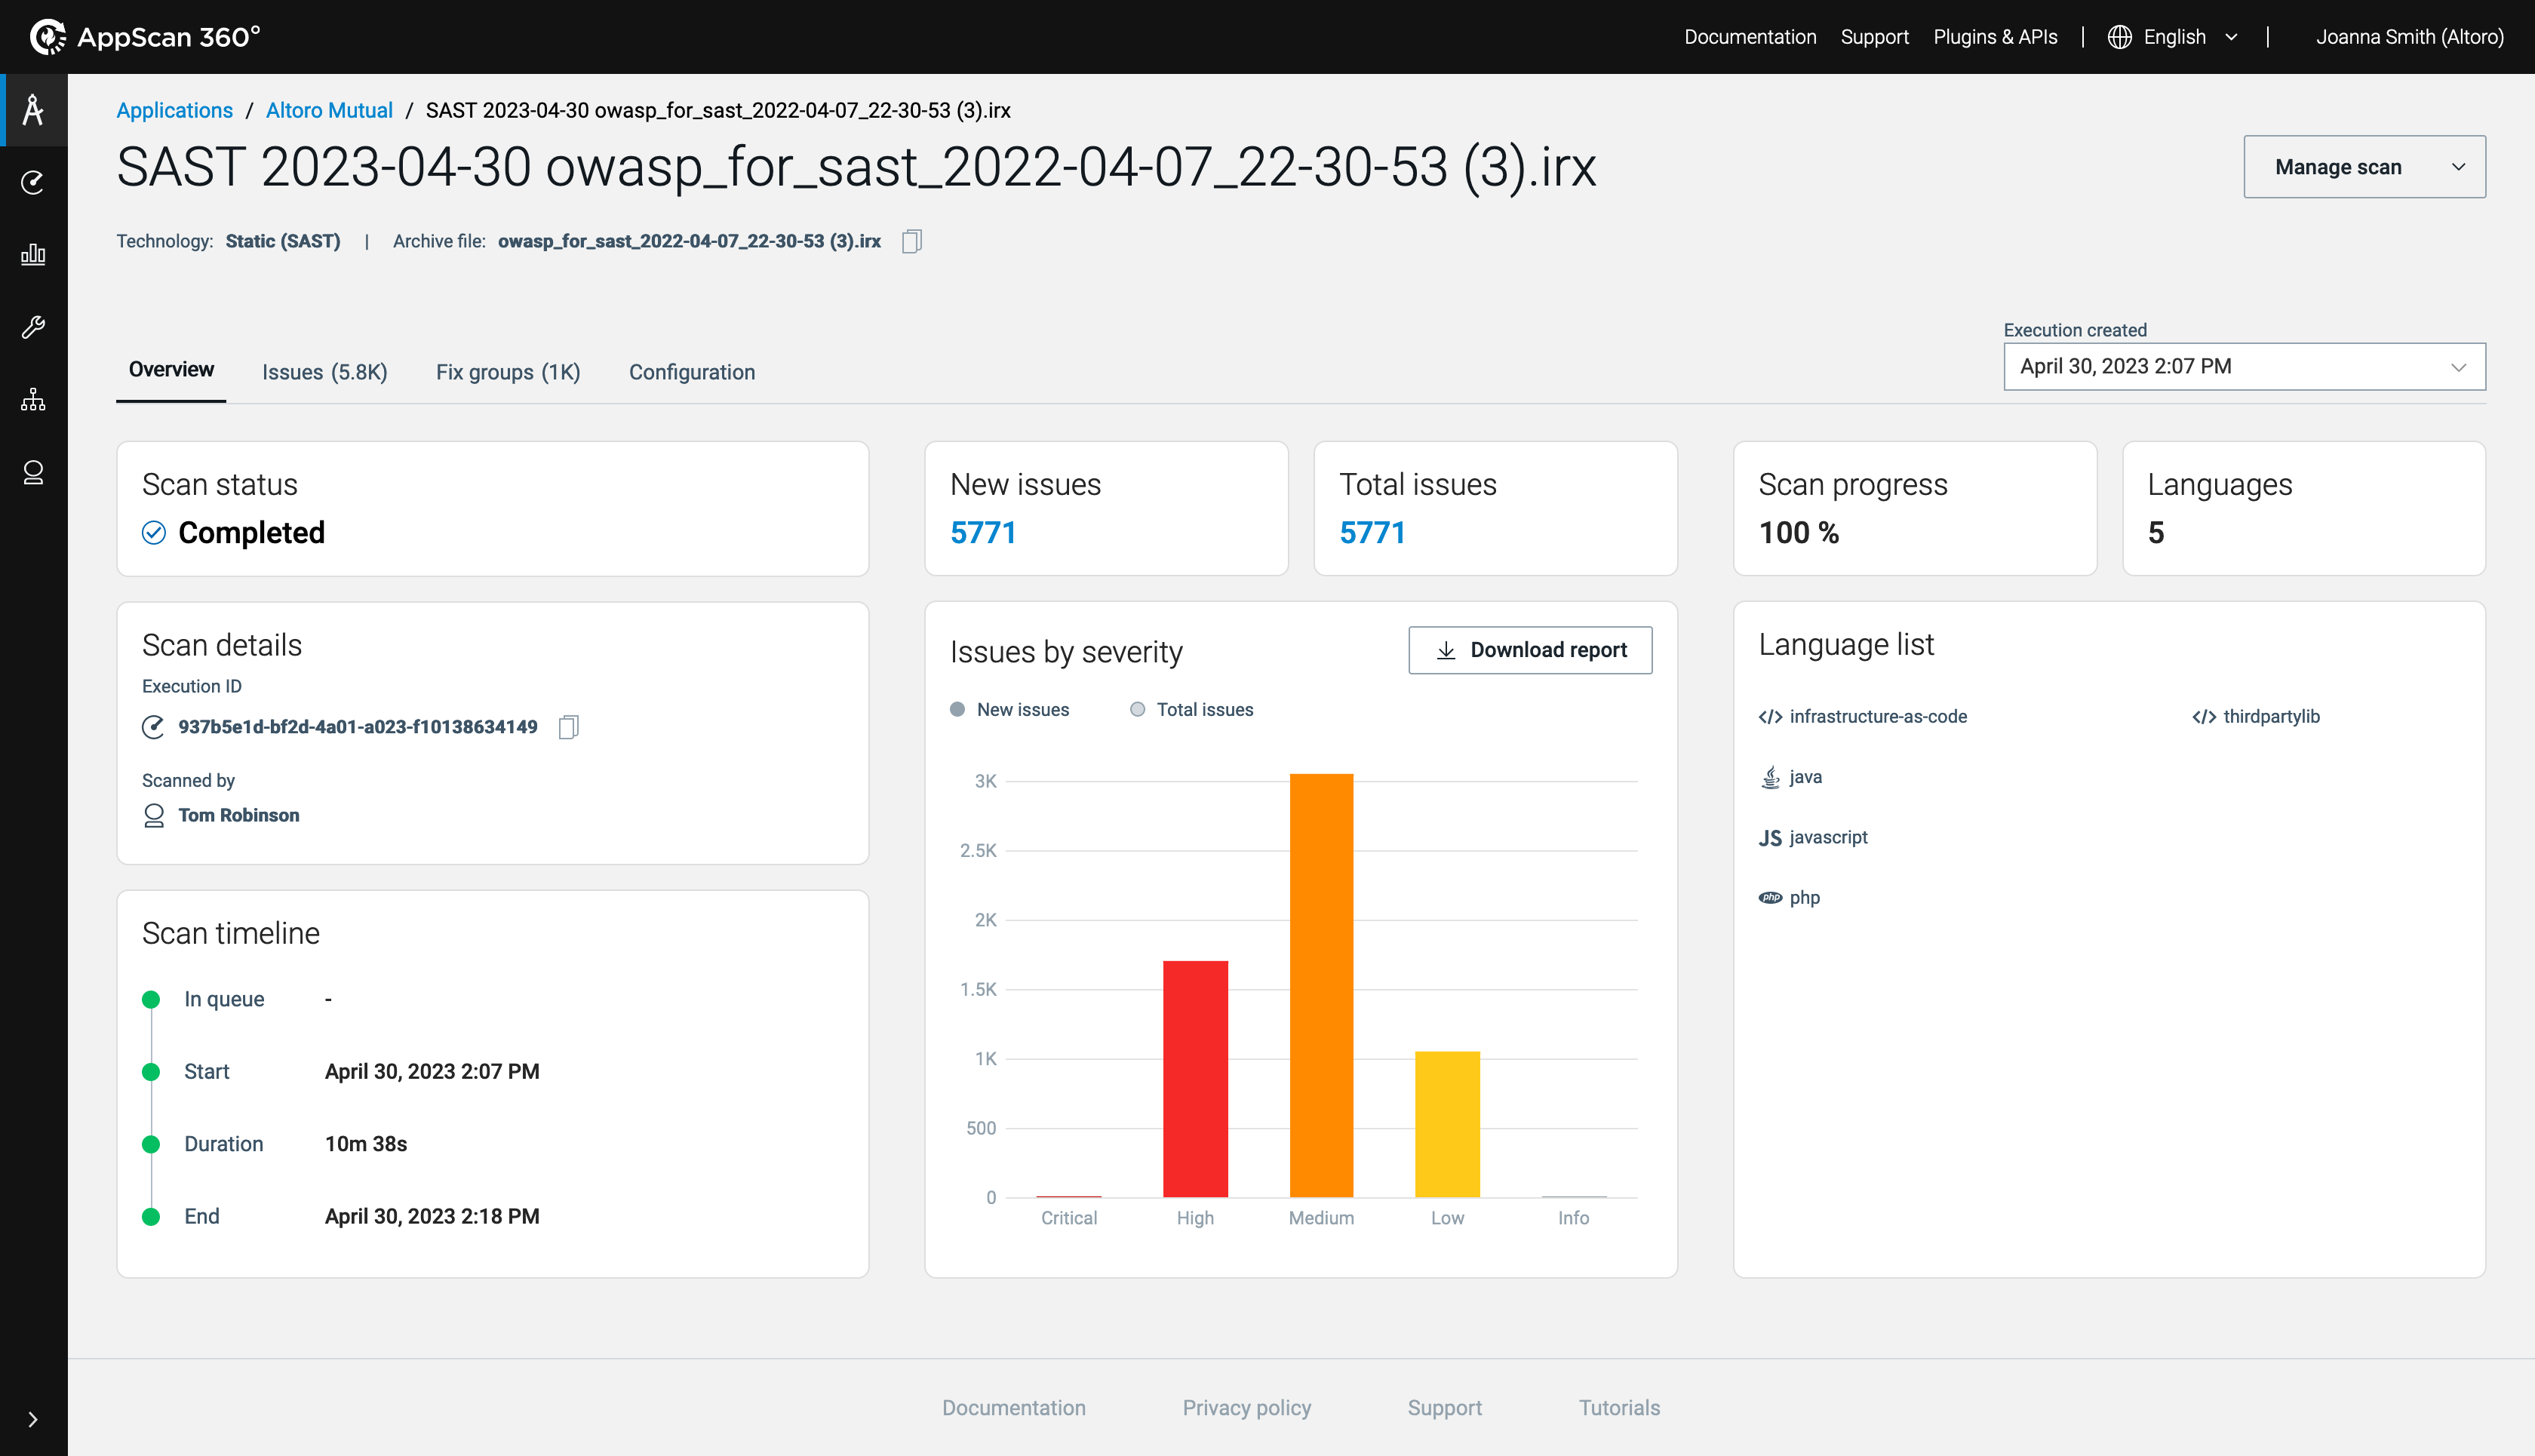 AppScan 360°
Documentation Support Plugins & APIs | English | Joanna Smith (Altoro)
Applications / Altoro Mutual / SAST 2023-04-30 owasp_for_sast_2022-04-07_22-30-53 (3).irx
SAST 2023-04-30 owasp_for_sast_2022-04-07_22-30-53 (3).irx
Manage scan
Technology: Static (SAST) | Archive file: owasp_for_sast_2022-04-07_22-30-53 (3).irx
Execution created
April 30, 2023 2:07 PM
Overview Issues (5.8K) Fix groups (1K) Configuration
Scan status
Completed
New issues
5771
Total issues
5771
Scan progress
100 %
Languages
5
Scan details
Execution ID
937b5e1d-bf2d-4a01-a023-f10138634149
Scanned by
Tom Robinson
Scan timeline
In queue -
Start April 30, 2023 2:07 PM
Duration 10m 38s
End April 30, 2023 2:18 PM
Issues by severity
Download report
New issues Total issues
3K
2.5K
2K
1.5K
1K
500
0
Critical High Medium Low Info
Language list
infrastructure-as-code
thirdpartylib
java
JS javascript
php php
Documentation Privacy policy Support Tutorials